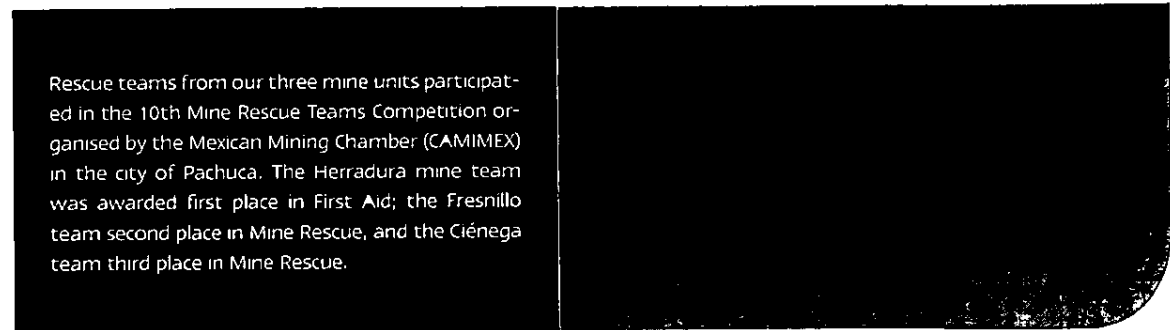 Rescue teams from our three mine units participat-
ed in the 10th Mine Rescue Teams Competition or-
ganised by the Mexican Mining Chamber (CAMIMEX)
in the city of Pachuca. The Herradura mine team
was awarded first place in First Aid; the Fresnillo
team second place in Mine Rescue, and the Ciénega
team third place in Mine Rescue.